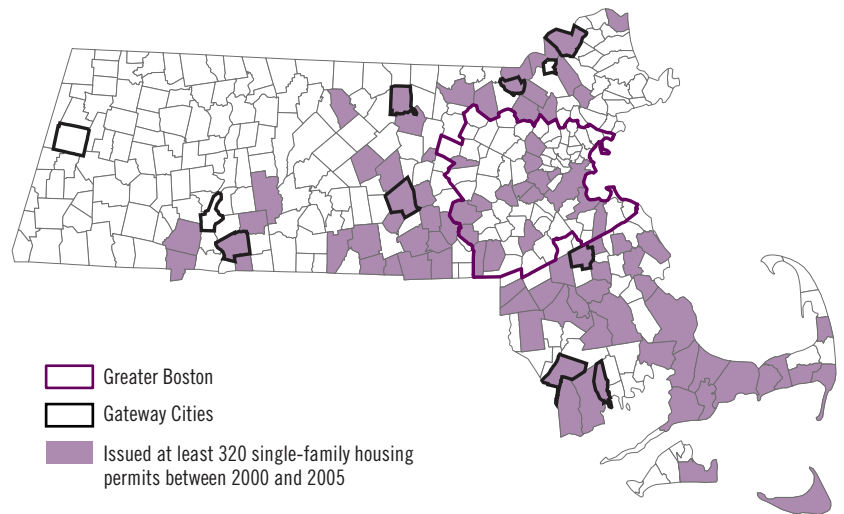 Greater Boston
Gateway Cities
Issued at least 320 single-family housing
permits between 2000 and 2005